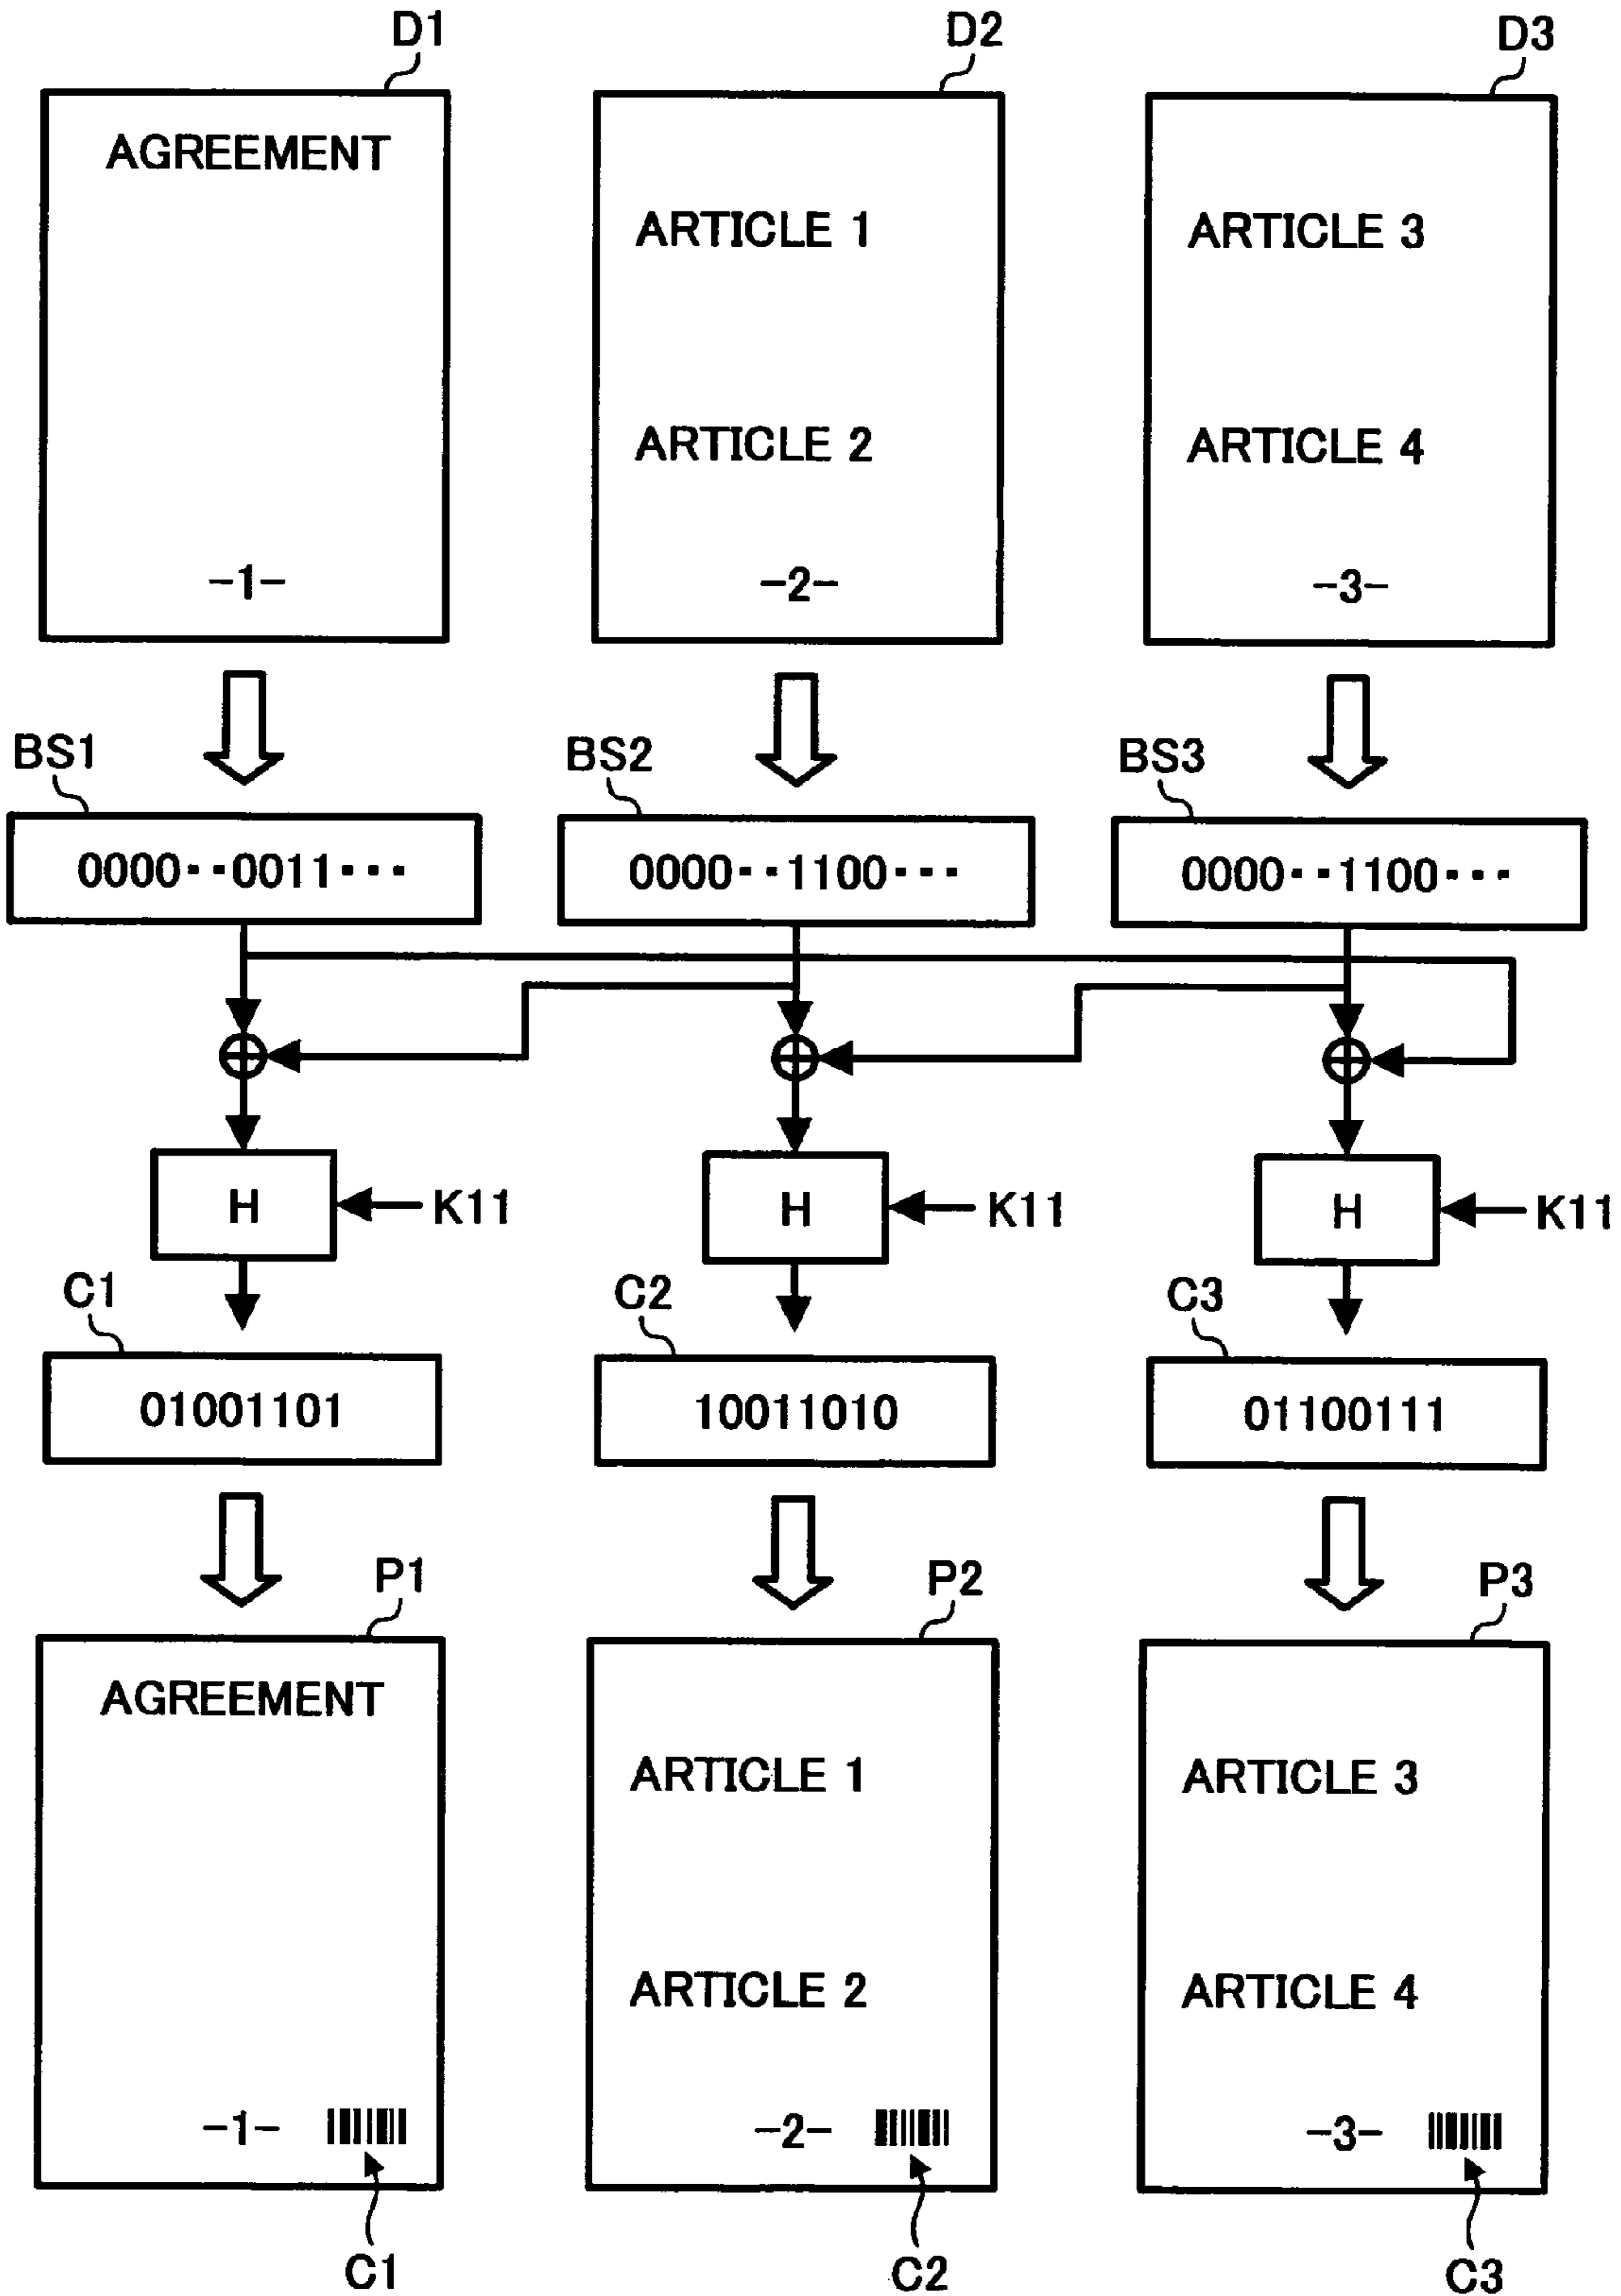 D1 D2 D3
AGREEMENT
ARTICLE 1 ARTICLE 3
ARTICLE 2 ARTICLE 4
-1- -2- -3-
BS1 BS2 BS3
0000··0011··· 0000··1100··· 0000··1100···
H K11 H K11 H K11
C1 C2 C3
01001101 10011010 01100111
P1 P2 P3
AGREEMENT
ARTICLE 1 ARTICLE 3
ARTICLE 2 ARTICLE 4
-1- -2- -3-
C1 C2 C3